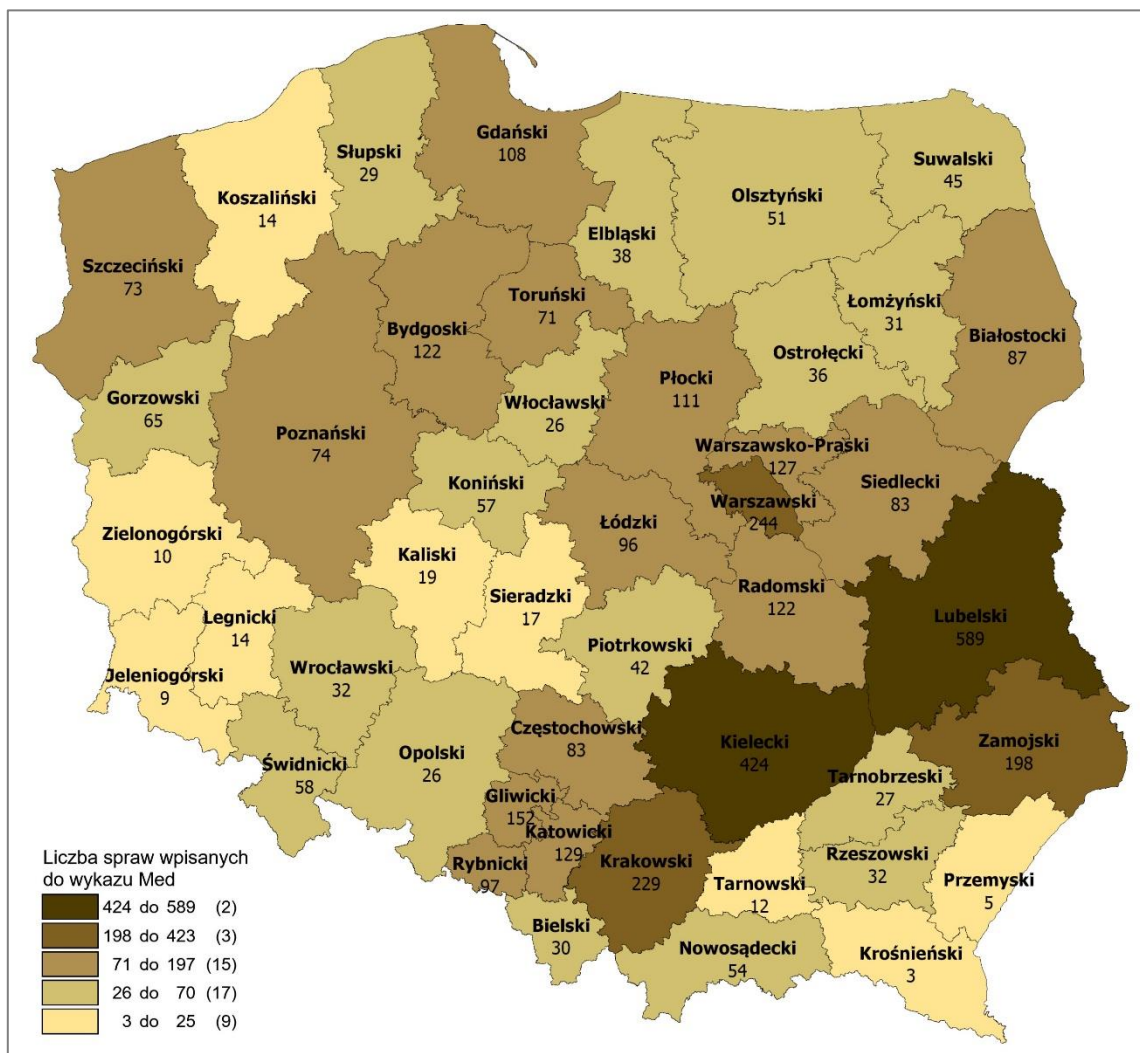 Gdański
108
Słupski
29
Suwalski
45
Koszaliński
14
Olsztyński
51
Elbląski
38
Szczeciński
73
Toruński
71
Łomżyński
31
Bydgoski
122
Białostocki
87
Ostrołęcki
36
Płocki
111
Gorzowski
65
Włocławski
26
Poznański
74
Warszawsko-Praski
127
Koniński
57
Siedlecki
83
Warszawski
244
Łódzki
96
Zielonogórski
10
Kaliski
19
Radomski
122
Sieradzki
17
Legnicki
14
Lubelski
589
Piotrkowski
42
Wrocławski
32
Jeleniogórski
9
Częstochowski
83
Kielecki
424
Zamojski
198
Opolski
26
Świdnicki
58
Tarnobrzeski
27
Gliwicki
152
Katowicki
129
Rybnicki
97
Krakowski
229
Rzeszowski
32
Tarnowski
12
Przemyski
5
Bielski
30
Nowosądecki
54
Krośnieński
3
Liczba spraw wpisanych
do wykazu Med
424 do 589 (2)
198 do 423 (3)
71 do 197 (15)
26 do 70 (17)
3 do 25 (9)